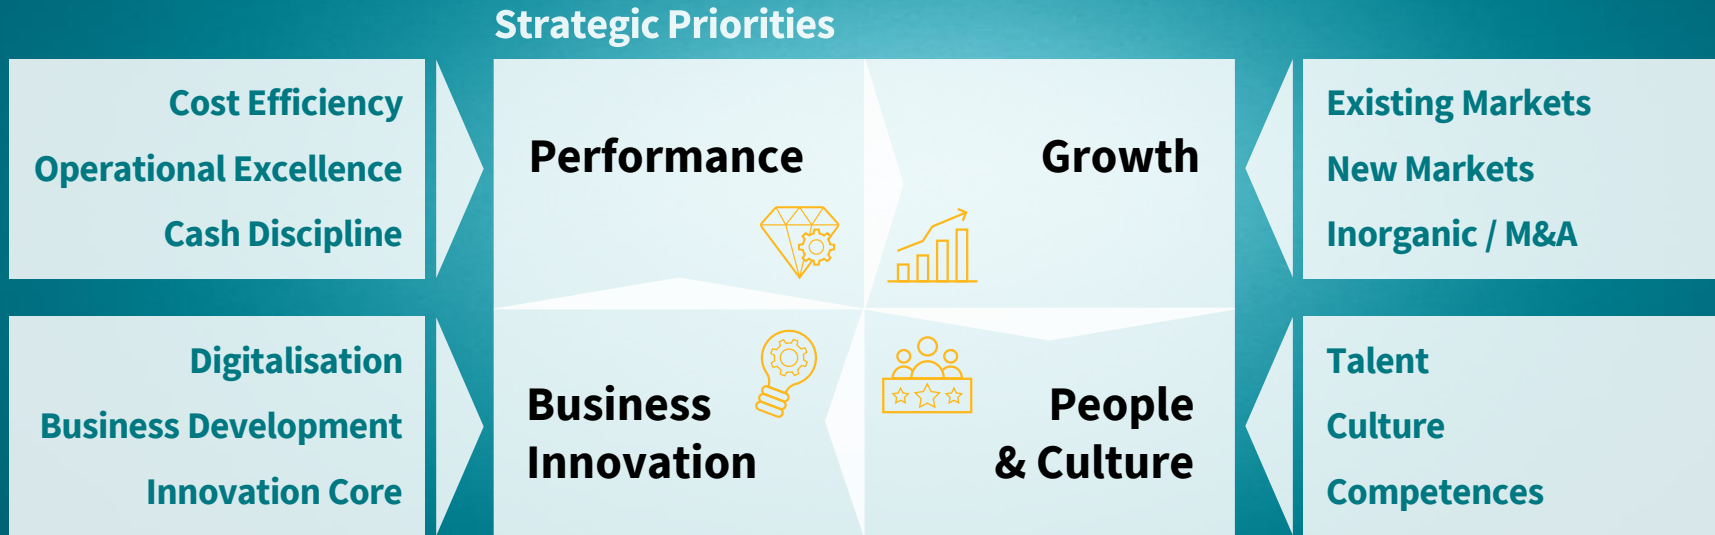 Strategic Priorities
Cost Efficiency
Operational Excellence
Cash Discipline
Performance
Growth
Existing Markets
New Markets
Inorganic / M&A
Digitalisation
Business Development
Innovation Core
Business
Innovation
People
& Culture
Talent
Culture
Competences